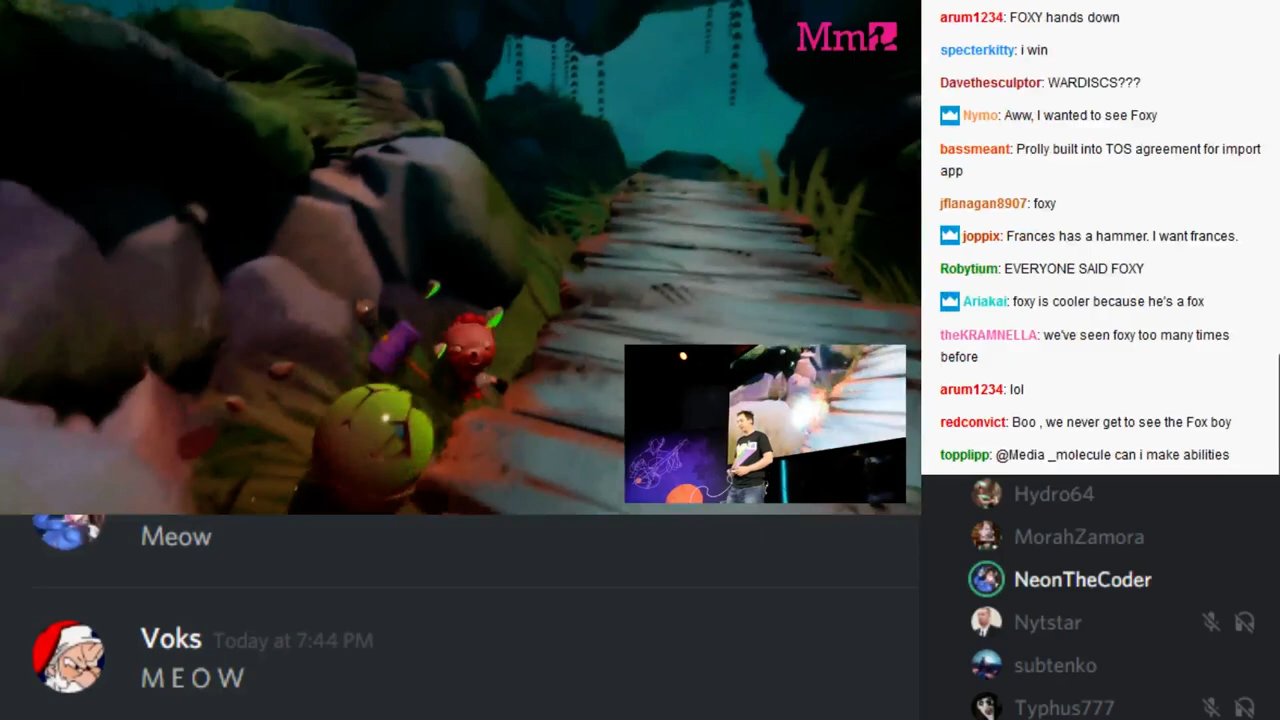 Mm
arum1234: FOXY hands down
specterkitty: i win
Davethesculptor: WARDISCS???
Nymo: Aww, I wanted to see Foxy
bassmeant: Prolly built into TOS agreement for import
app
jflanagan8907: foxy
joppix: Frances has a hammer. I want frances.
Robytium: EVERYONE SAID FOXY
Ariakai: foxy is cooler because he's a fox
theKRAMNELLA: we've seen foxy too many times
before
arum1234: lol
redconvict: Boo , we never get to see the Fox boy
topplipp: @Media _molecule can i make abilities
Hydro64
MorahZamora
NeonTheCoder
Nytstar
subtenko
Typhus777
Meow
Voks Today at 7:44 PM
M E O W